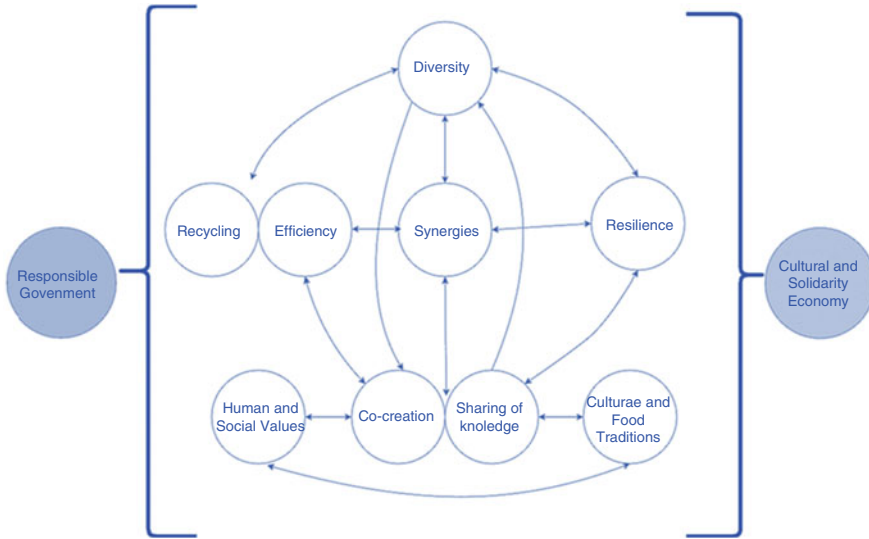 Diversity
Recycling
Efficiency
Synergies
Resilience
Responsible
Govenment
Cultural and
Solidarity
Economy
Human and
Social Values
Co-creation
Sharing of
knoledge
Culturae and
Food
Traditions